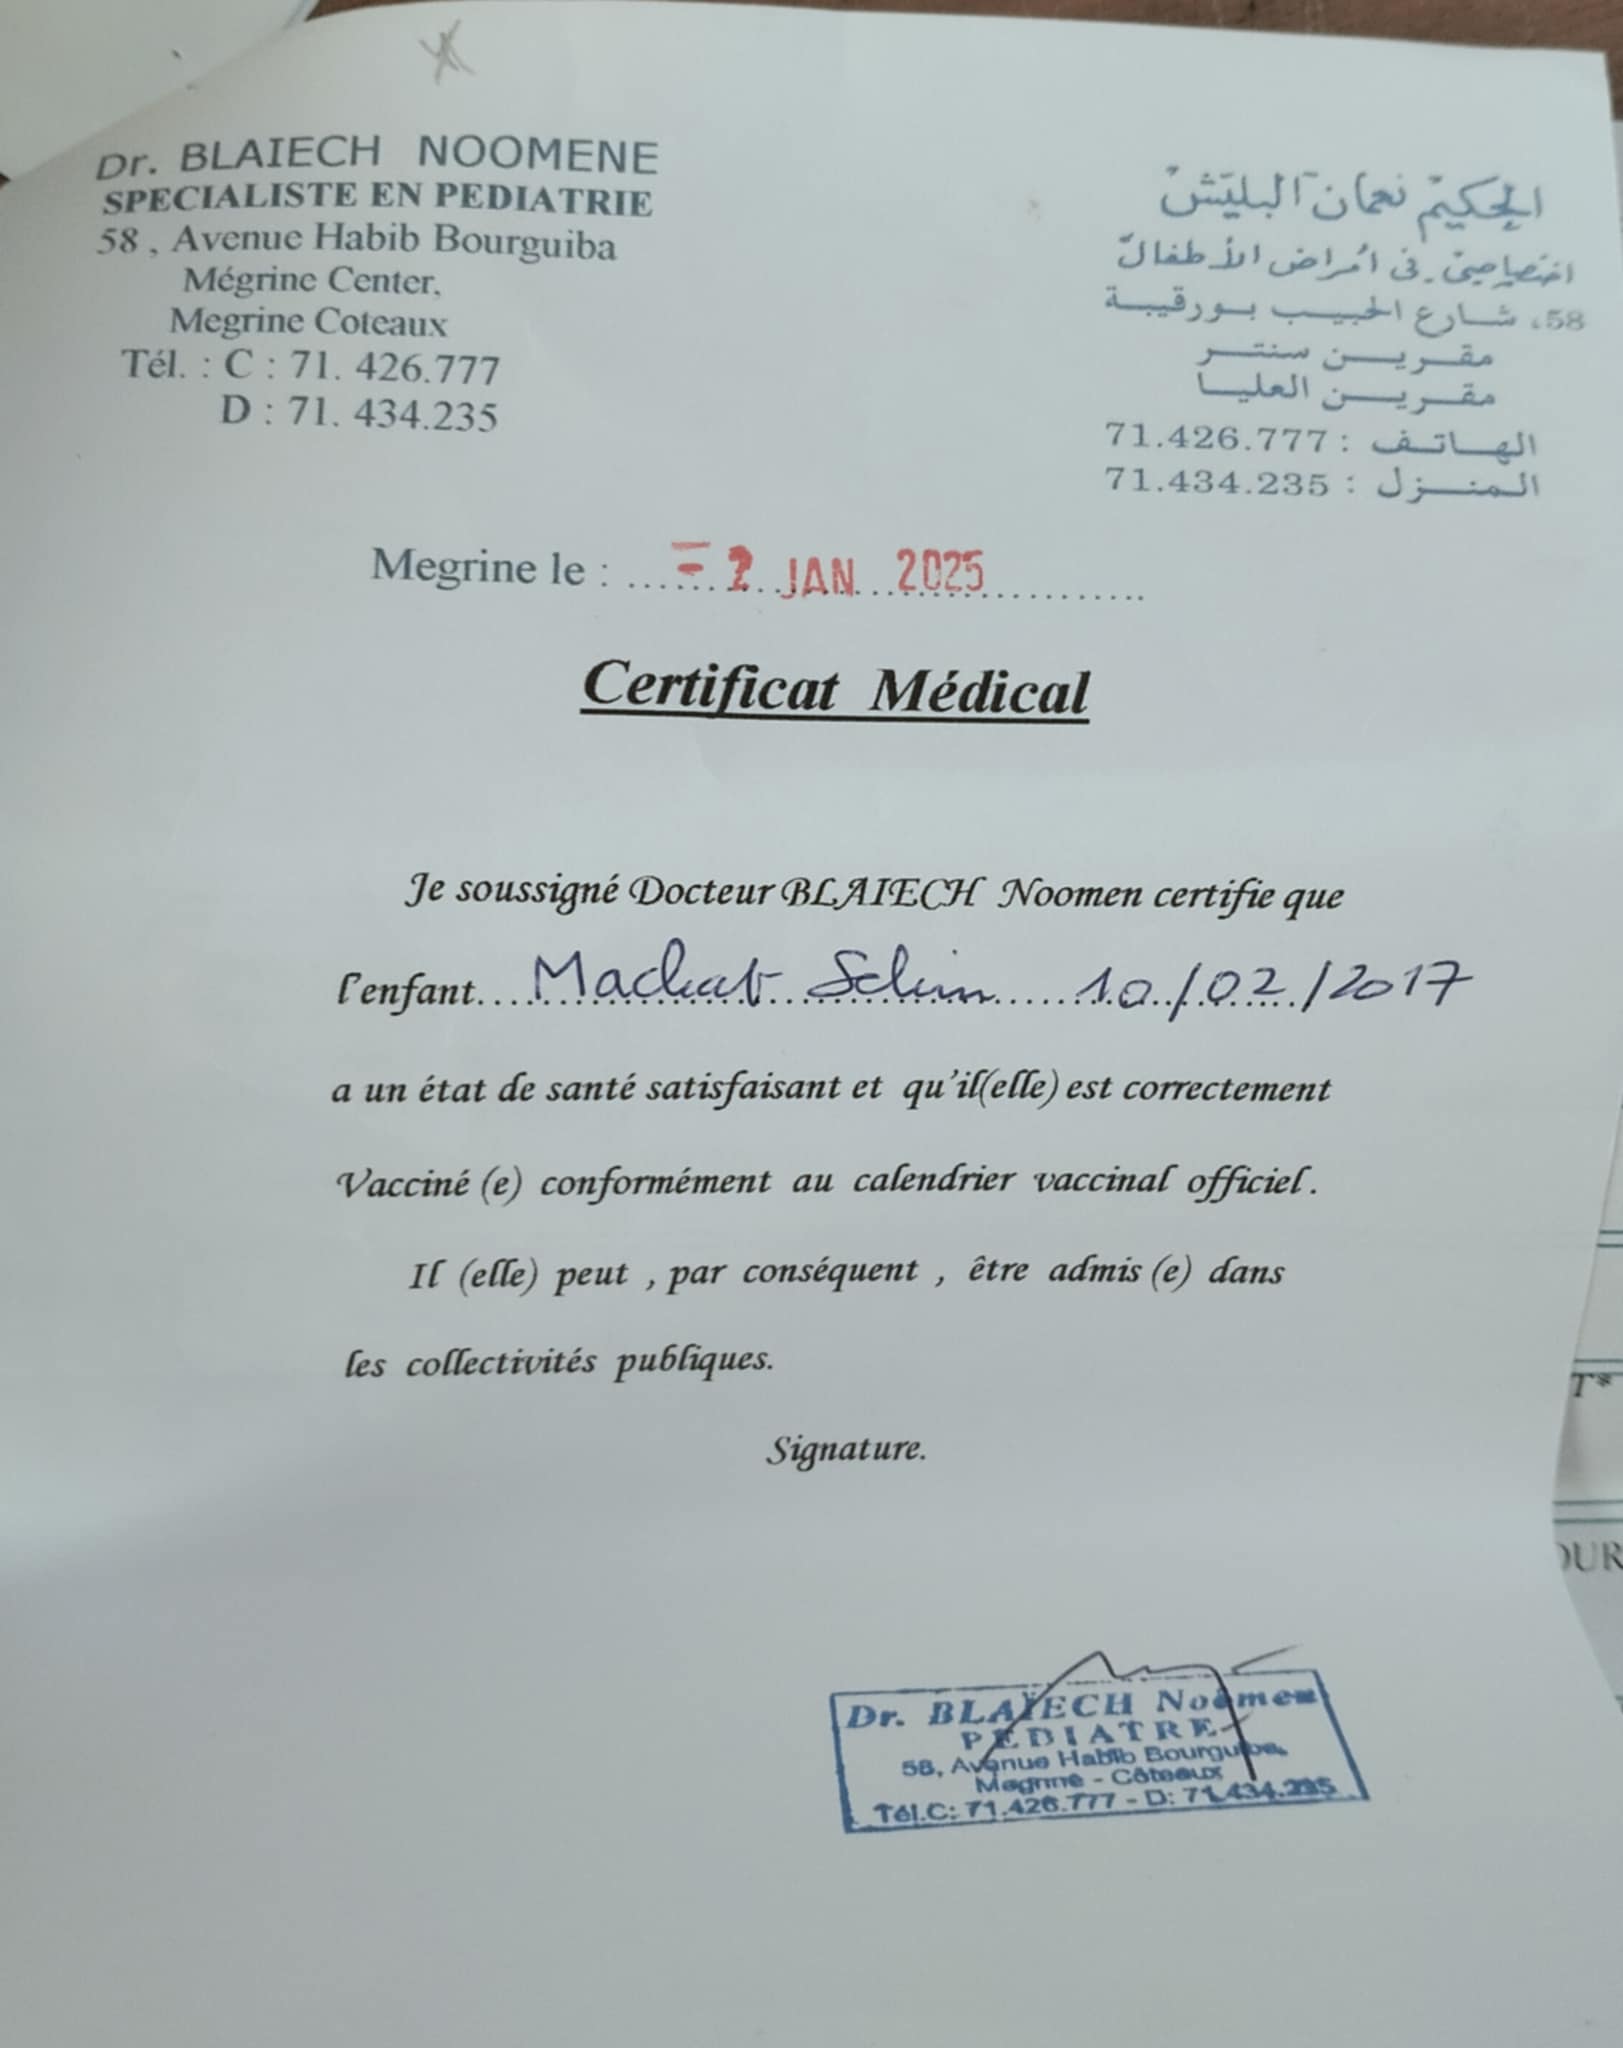 Dr. BLAIECH NOOMENE
SPECIALISTE EN PEDIATRIE
58 , Avenue Habib Bourguiba
Mégrine Center,
Megrine Coteaux
Tél. : C : 71. 426.777
D : 71. 434.235
الحكيم نعمان البليش
اختصاصي في أمراض الأطفال
58، شارع الحبيب بورقيبة
مقرين سنتر
مقرين العليا
الهاتف : 71.426.777
المنزل : 71.434.235
Megrine le : - 2 JAN 2025
Certificat Médical
Je soussigné Docteur BLAIECH Noomen certifie que
l'enfant.... Machat Selim 10/02/2017
a un état de santé satisfaisant et qu'il(elle) est correctement
Vacciné (e) conformément au calendrier vaccinal officiel.
Il (elle) peut , par conséquent , être admis (e) dans
les collectivités publiques.
Signature.
Dr. BLAÏECH Noômen
PEDIATRE
58, Avenue Habib Bourguiba
Megrine - Côteaux
Tél.C: 71.426.777 - D: 71.434.235
T*
OUR